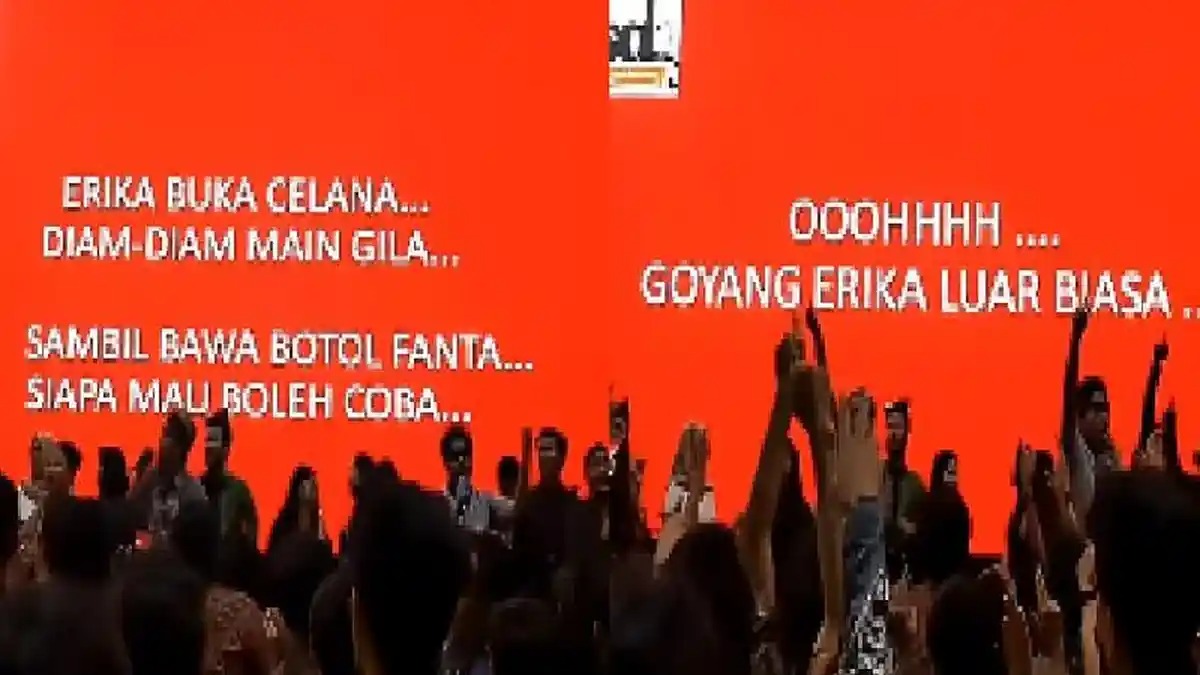 ERIKA BUKA CELANA...
DIAM-DIAM MAIN GILA...
SAMBIL BAWA BOTOL FANTA...
SIAPA MAU BOLEH COBA...
OOOHHHH ....
GOYANG ERIKA LUAR BIASA ..